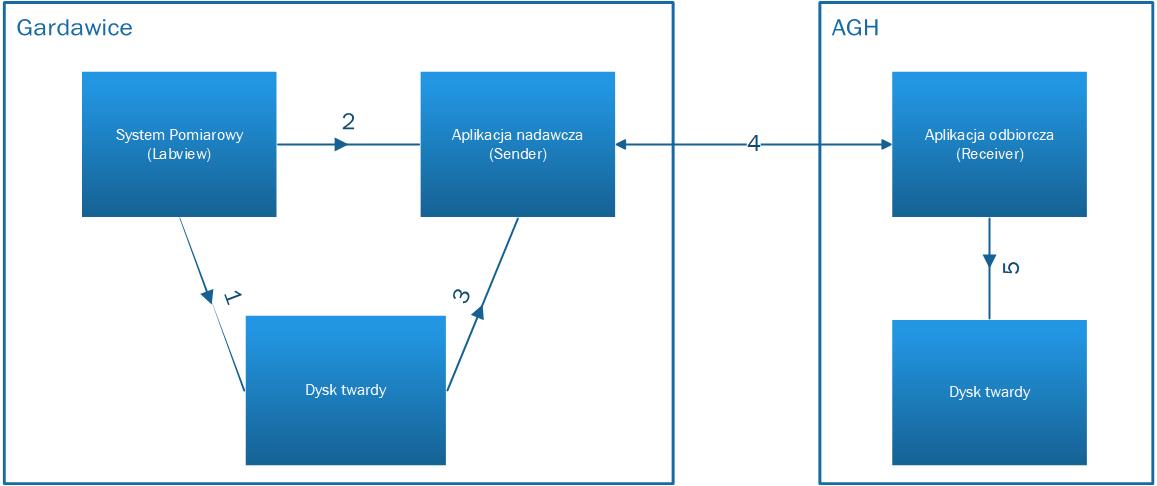 Gardawice
AGH
System Pomiarowy
(Labview)
2
Aplikacja nadawcza
(Sender)
4
Aplikacja odbiorcza
(Receiver)
1
3
5
Dysk twardy
Dysk twardy